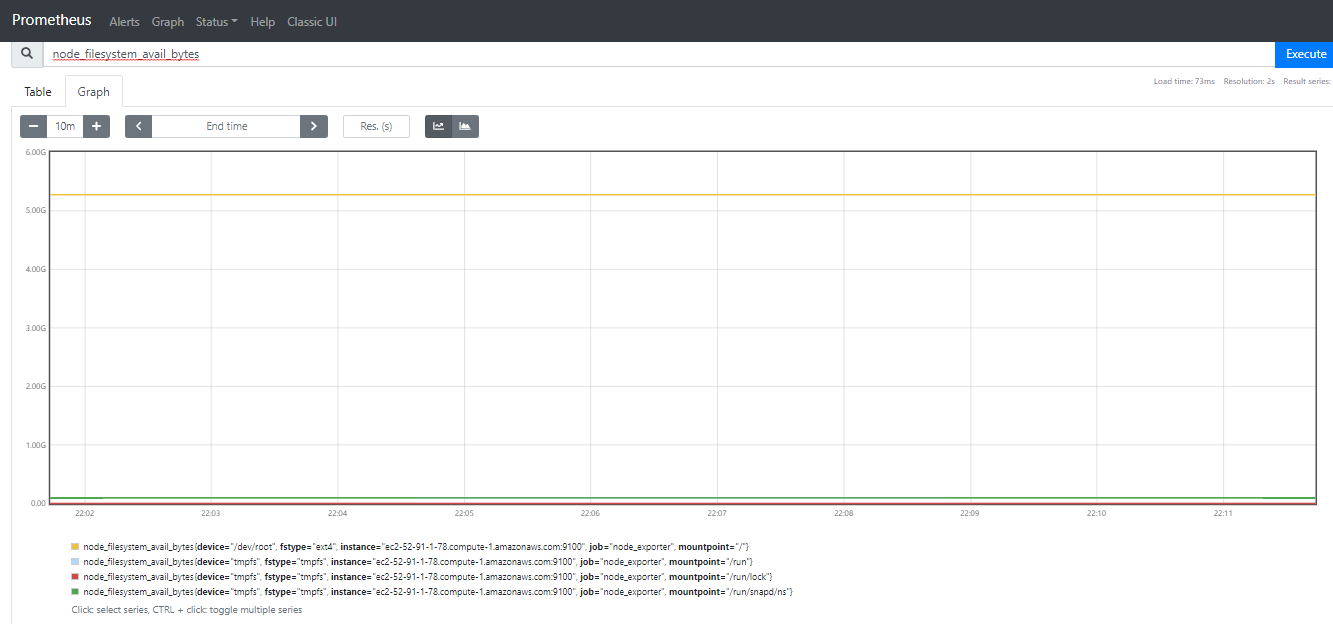 Prometheus Alerts Graph Status Help Classic UI
node_filesystem_avail_bytes Execute
Load time: 73ms Resolution: 2s Result series:
Table Graph
10m End time Res. (s)
6.00G
5.00G
4.00G
3.00G
2.00G
1.00G
0.00
22:02 22:03 22:04 22:05 22:06 22:07 22:08 22:09 22:10 22:11
node_filesystem_avail_bytes{device="/dev/root", fstype="ext4", instance="ec2-52-91-1-78.compute-1.amazonaws.com:9100", job="node_exporter", mountpoint="/"}
node_filesystem_avail_bytes{device="tmpfs", fstype="tmpfs", instance="ec2-52-91-1-78.compute-1.amazonaws.com:9100", job="node_exporter", mountpoint="/run"}
node_filesystem_avail_bytes{device="tmpfs", fstype="tmpfs", instance="ec2-52-91-1-78.compute-1.amazonaws.com:9100", job="node_exporter", mountpoint="/run/lock"}
node_filesystem_avail_bytes{device="tmpfs", fstype="tmpfs", instance="ec2-52-91-1-78.compute-1.amazonaws.com:9100", job="node_exporter", mountpoint="/run/snapd/ns"}
Click: select series, CTRL + click: toggle multiple series